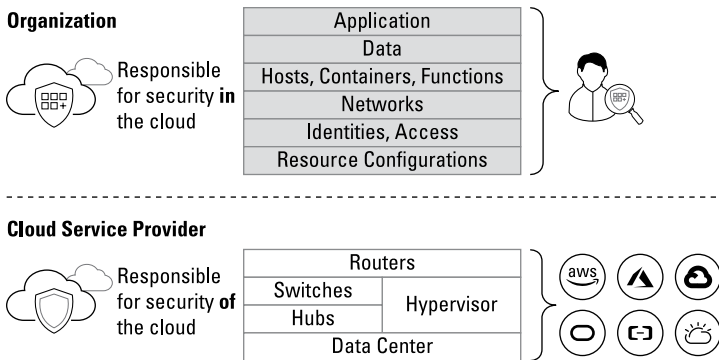 Organization
Responsible
for security in
the cloud
Application
Data
Hosts, Containers, Functions
Networks
Identities, Access
Resource Configurations
Cloud Service Provider
Responsible
for security of
the cloud
Routers
Switches
Hubs
Hypervisor
Data Center
aws